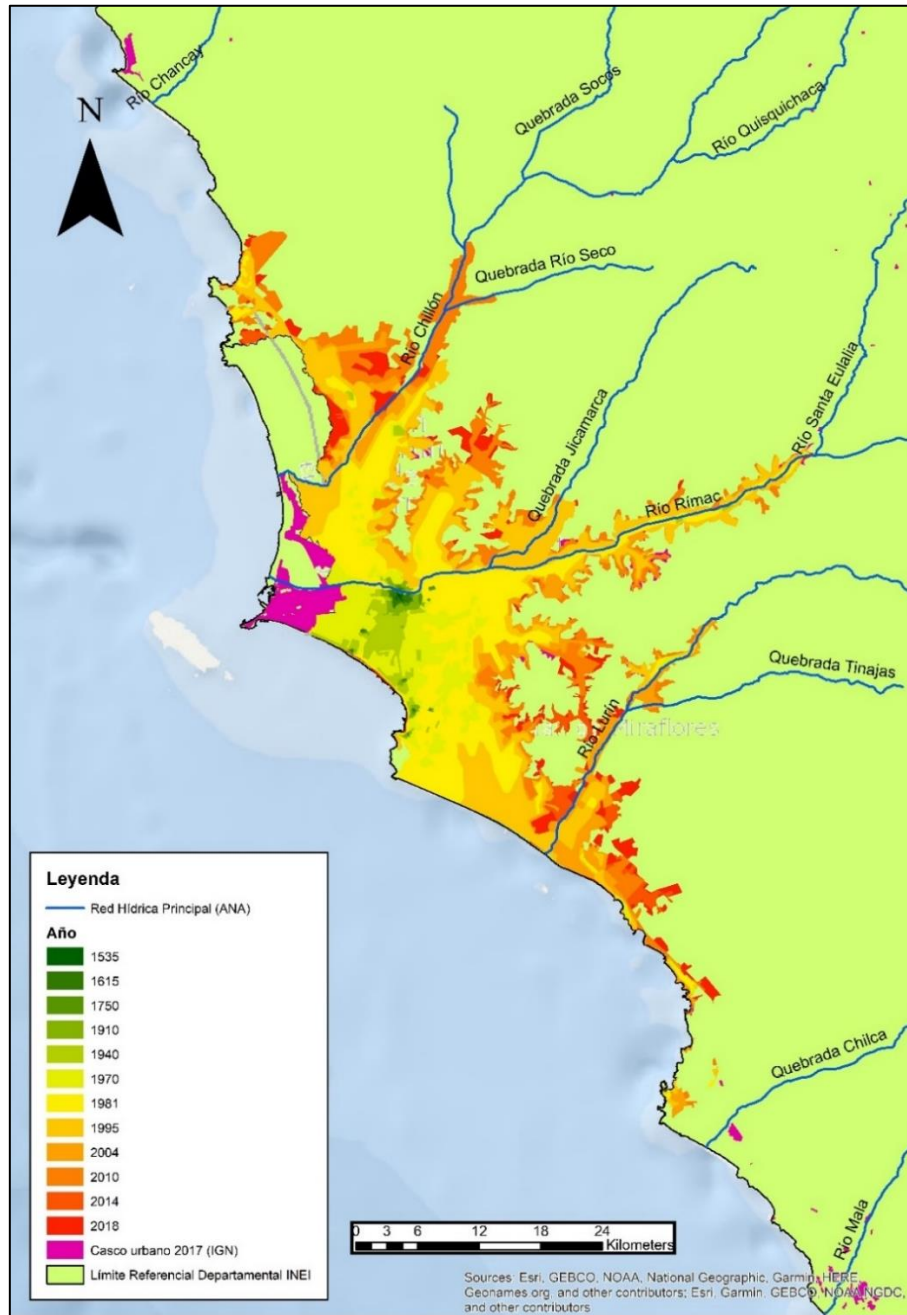 Río Chancay
Quebrada Socos
Río Quisquichaca
N
Quebrada Río Seco
Río Chillón
Quebrada Jicamarca
Río Santa Eulalia
Río Rímac
Quebrada Tinajas
Río Lurín
Miraflores
Quebrada Chilca
Río Mala
Leyenda
Red Hídrica Principal (ANA)
Año
1535
1615
1750
1910
1940
1970
1981
1995
2004
2010
2014
2018
Casco urbano 2017 (IGN)
Límite Referencial Departamental INEI
0 3 6 12 18 24
Kilometers
Sources: Esri, GEBCO, NOAA, National Geographic, Garmin, HERE,
Geonames.org, and other contributors; Esri, Garmin, GEBCO, NOAA NGDC,
and other contributors